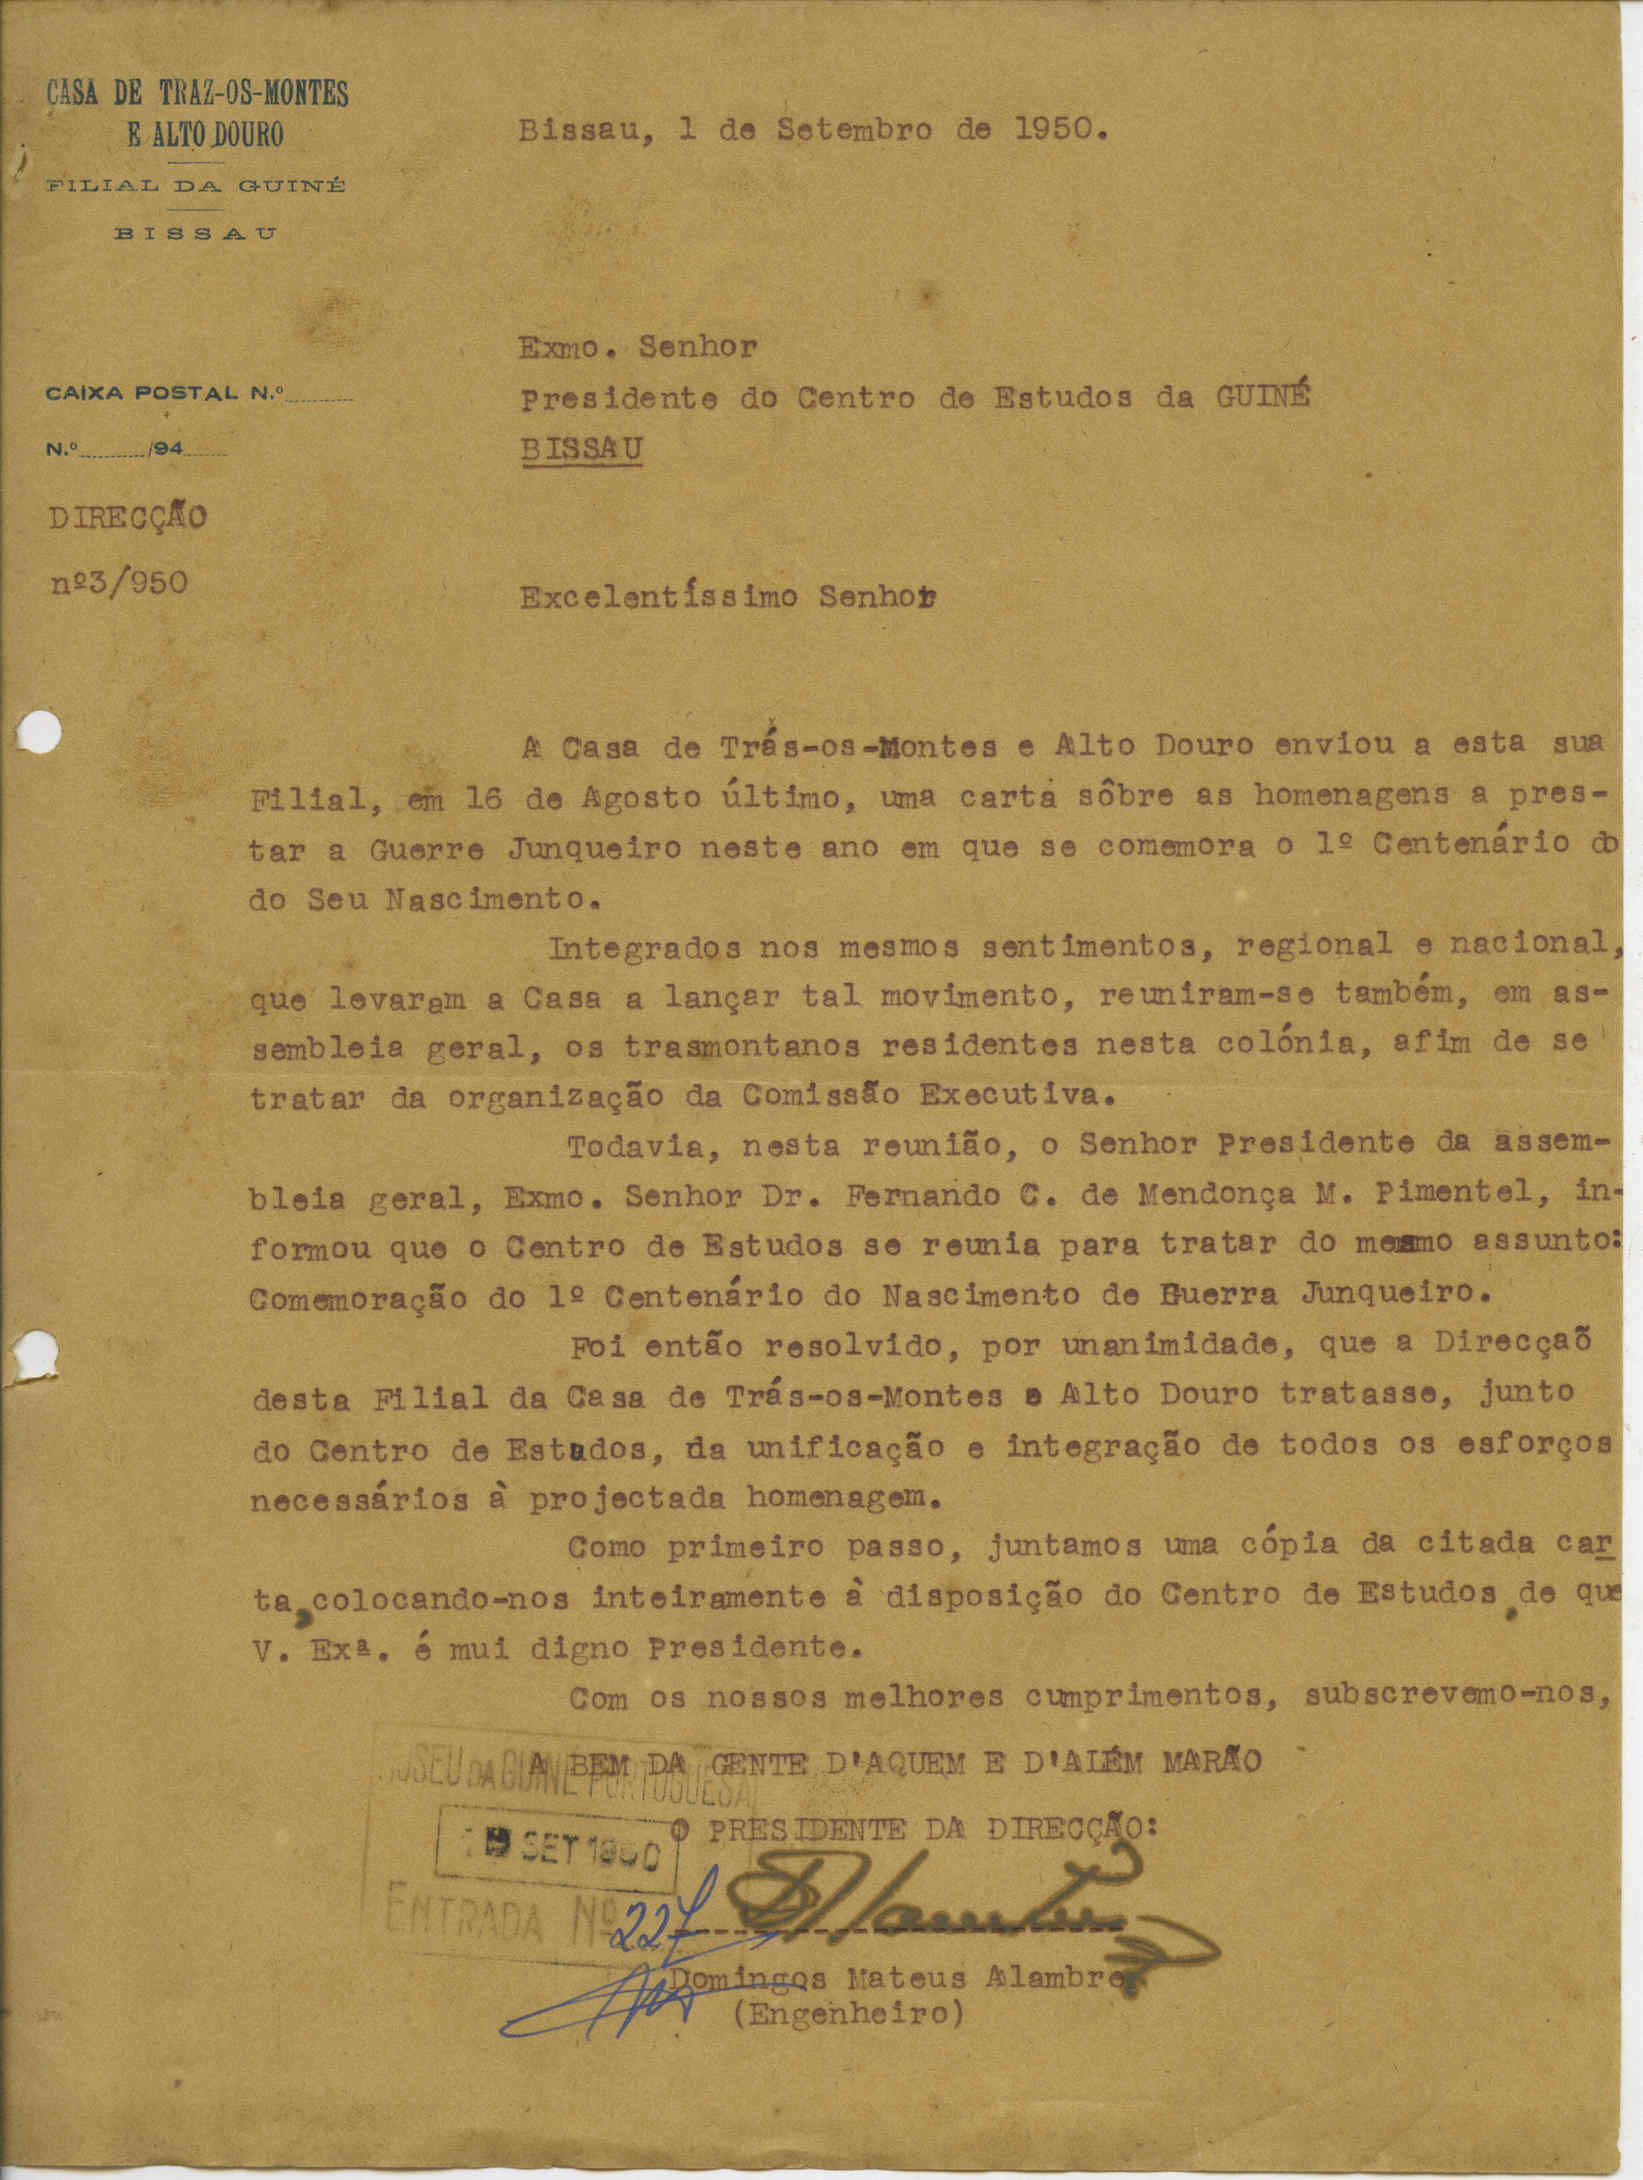 CASA DE TRAZ-OS-MONTES
E ALTO DOURO
FILIAL DA GUINÉ
BISSAU
Bissau, 1 de Setembro de 1950.
Exmo. Senhor
CAIXA POSTAL N.º
Presidente do Centro de Estudos da GUINÉ
N.º /94
BISSAU
DIRECÇÃO
nº3/950
Excelentíssimo Senhor
A Casa de Trás-os-Montes e Alto Douro enviou a esta sua
Filial, em 16 de Agosto último, uma carta sôbre as homenagens a pres-
tar a Guerre Junqueiro neste ano em que se comemora o 1º Centenário do
do Seu Nascimento.
Integrados nos mesmos sentimentos, regional e nacional,
que levaram a Casa a lançar tal movimento, reuniram-se também, em as-
sembleia geral, os trasmontanos residentes nesta colónia, afim de se
tratar da organização da Comissão Executiva.
Todavia, nesta reunião, o Senhor Presidente da assem-
bleia geral, Exmo. Senhor Dr. Fernando C. de Mendonça M. Pimentel, in-
formou que o Centro de Estudos se reunia para tratar do mesmo assunto:
Comemoração do 1º Centenário do Nascimento de Guerra Junqueiro.
Foi então resolvido, por unanimidade, que a Direcçaõ
desta Filial da Casa de Trás-os-Montes e Alto Douro tratasse, junto
do Centro de Estudos, da unificação e integração de todos os esforços
necessários à projectada homenagem.
Como primeiro passo, juntamos uma cópia da citada car
ta, colocando-nos inteiramente à disposição do Centro de Estudos, de que
V. Exª. é mui digno Presidente.
Com os nossos melhores cumprimentos, subscrevemo-nos,
A BEM DA GENTE D'AQUEM E D'ALÉM MARÃO
MUSEU DA GUINÉ PORTUGUESA
O PRESIDENTE DA DIRECÇÃO:
SET 1950
ENTRADA Nº 227
Domingos Mateus Alambre
(Engenheiro)